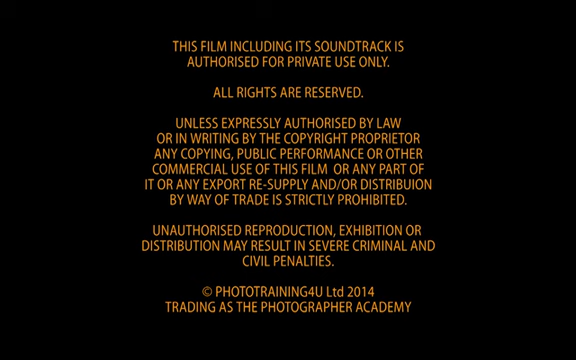 THIS FILM INCLUDING ITS SOUNDTRACK IS
AUTHORISED FOR PRIVATE USE ONLY.
ALL RIGHTS ARE RESERVED.
UNLESS EXPRESSLY AUTHORISED BY LAW
OR IN WRITING BY THE COPYRIGHT PROPRIETOR
ANY COPYING, PUBLIC PERFORMANCE OR OTHER
COMMERCIAL USE OF THIS FILM OR ANY PART OF
IT OR ANY EXPORT RE-SUPPLY AND/OR DISTRIBUION
BY WAY OF TRADE IS STRICTLY PROHIBITED.
UNAUTHORISED REPRODUCTION, EXHIBITION OR
DISTRIBUTION MAY RESULT IN SEVERE CRIMINAL AND
CIVIL PENALTIES.
© PHOTOTRAINING4U Ltd 2014
TRADING AS THE PHOTOGRAPHER ACADEMY